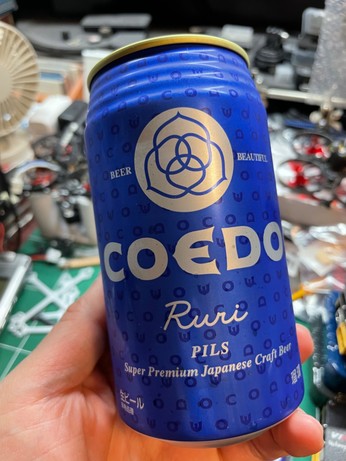 BEER
BEAUTIFUL
COEDO
Ruri
PILS
Super Premium Japanese Craft Beer
生ビール